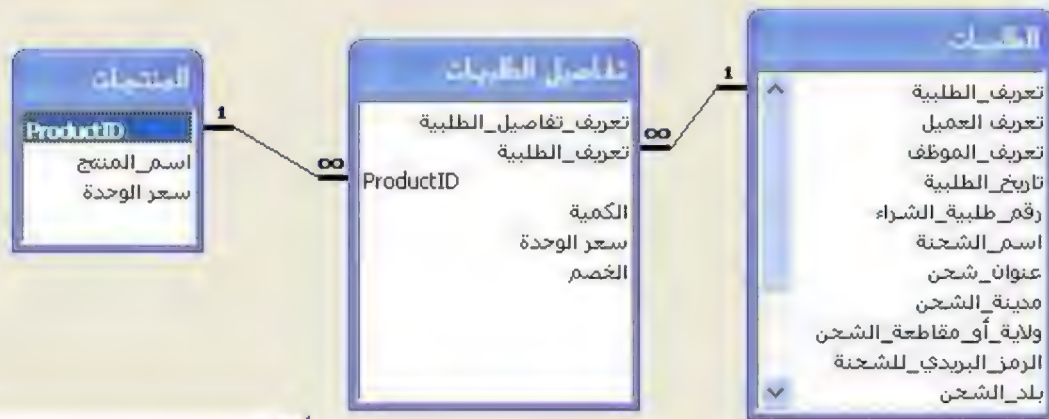 الطلبيات
تعريف_الطلبية
تعريف العميل
تعريف_الموظف
تاريخ_الطلبية
رقم_طلبية_الشراء
اسم_الشحنة
عنوان_شحن
مدينة_الشحن
ولاية_أو_مقاطعة_الشحن
الرمز_البريدي_للشحنة
بلد_الشحن
1
∞
تفاصيل الطلبيات
تعريف_تفاصيل_الطلبية
تعريف_الطلبية
ProductID
الكمية
سعر الوحدة
الخصم
∞
1
المنتجات
ProductID
اسم_المنتج
سعر الوحدة